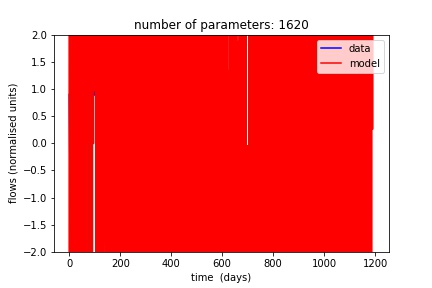 number of parameters: 1620
2.0
1.5
1.0
0.5
0.0
−0.5
−1.0
−1.5
−2.0
flows (normalised units)
data
model
0 200 400 600 800 1000 1200
time (days)